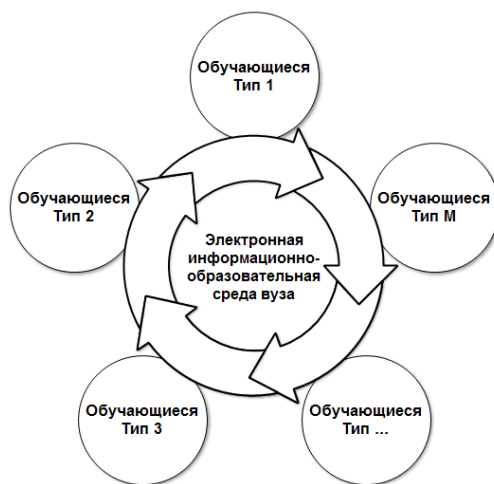 Обучающиеся
Тип 1
Обучающиеся
Тип 2
Обучающиеся
Тип М
Электронная
информационно-
образовательная
среда вуза
Обучающиеся
Тип 3
Обучающиеся
Тип ...